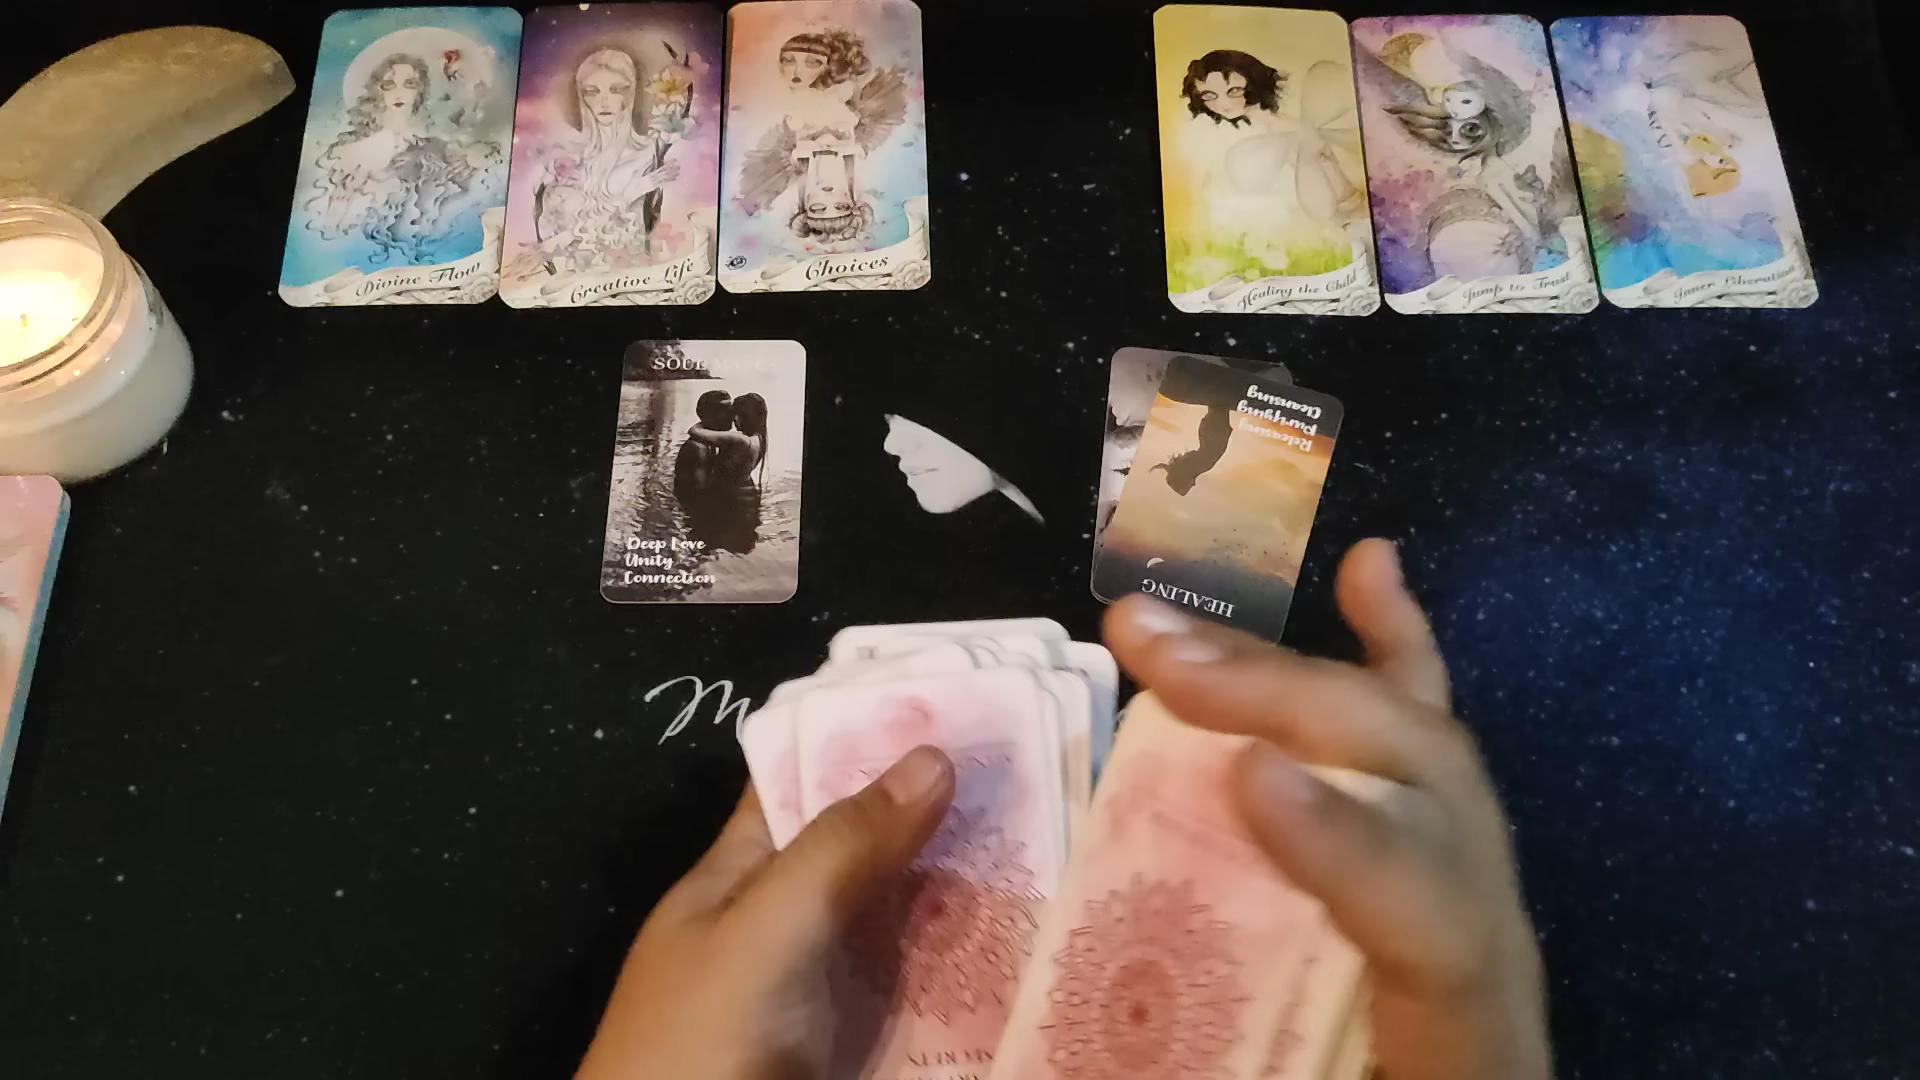 Divine Flow
Creative Life
Choices
Healing the Child
Jump to Trust
Inner Liberation
Deep Love
Unity
Connection
Releasing
Purifying
Cleansing
HEALING